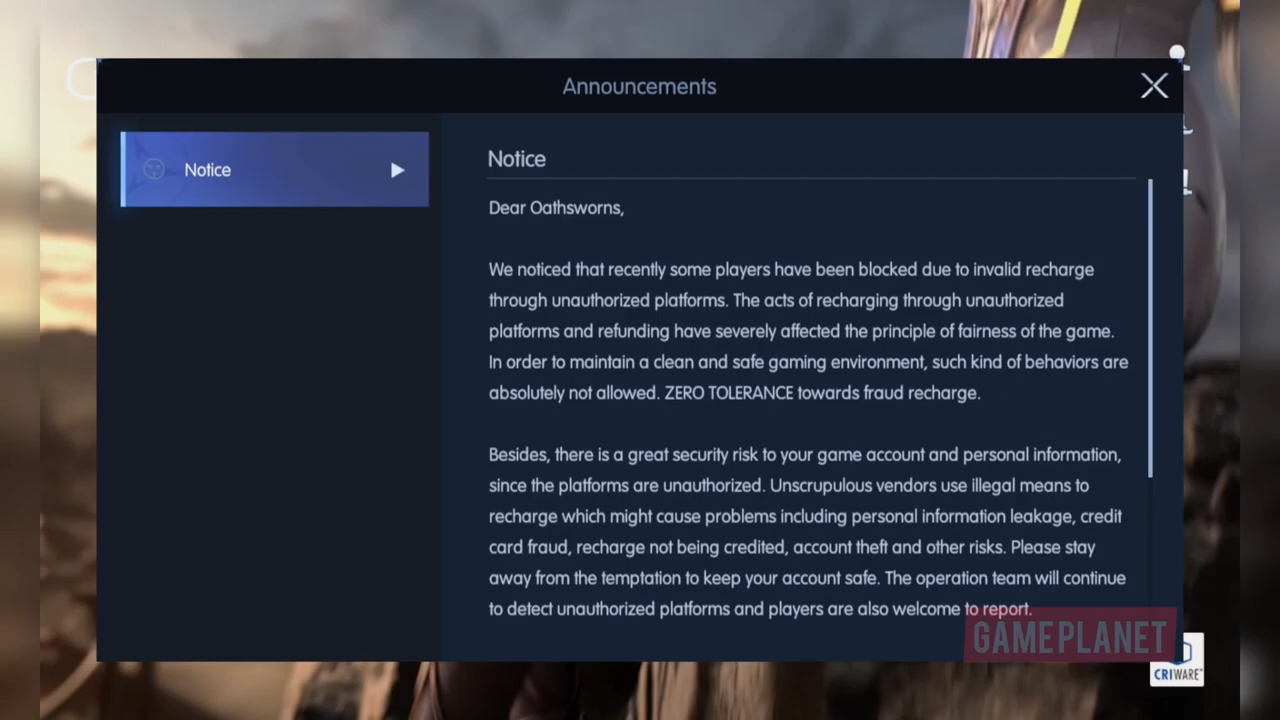 Announcements
Notice
Notice
Dear Oathsworns,
We noticed that recently some players have been blocked due to invalid recharge
through unauthorized platforms. The acts of recharging through unauthorized
platforms and refunding have severely affected the principle of fairness of the game.
In order to maintain a clean and safe gaming environment, such kind of behaviors are
absolutely not allowed. ZERO TOLERANCE towards fraud recharge.
Besides, there is a great security risk to your game account and personal information,
since the platforms are unauthorized. Unscrupulous vendors use illegal means to
recharge which might cause problems including personal information leakage, credit
card fraud, recharge not being credited, account theft and other risks. Please stay
away from the temptation to keep your account safe. The operation team will continue
to detect unauthorized platforms and players are also welcome to report.
GAMEPLANET
CRIWARE™